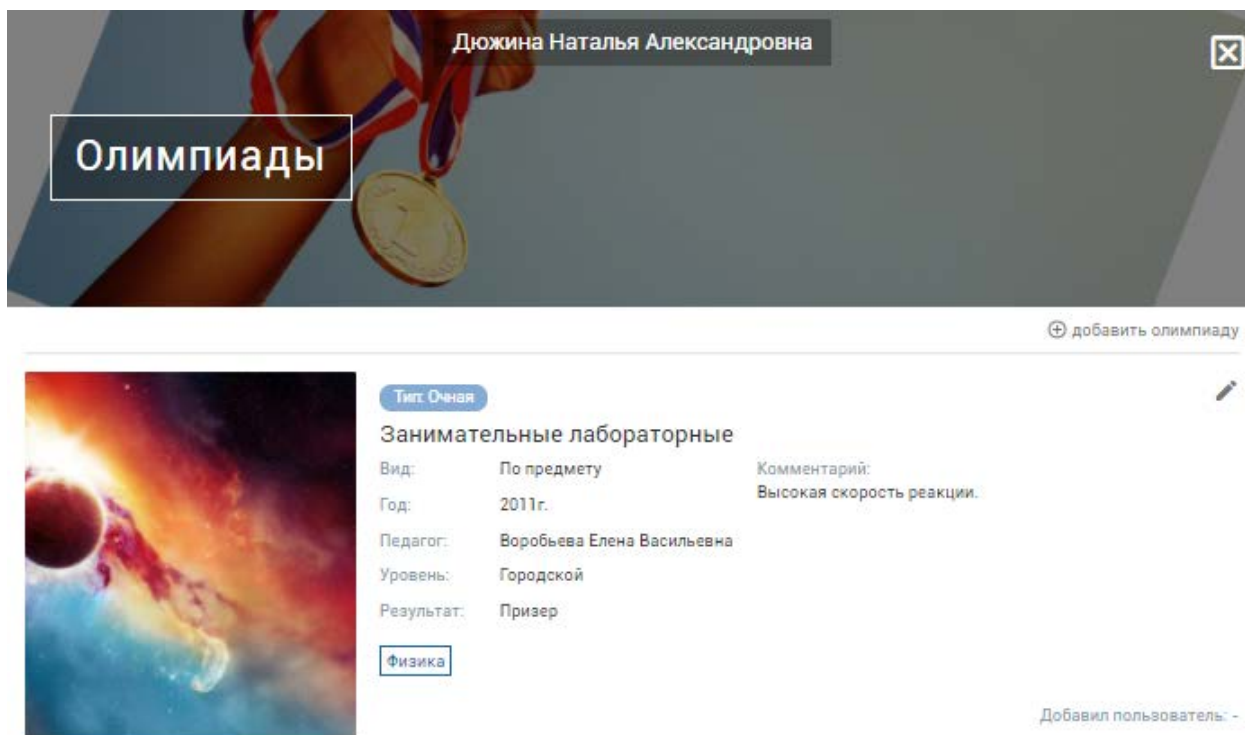 Дюжина Наталья Александровна
Олимпиады
добавить олимпиаду
Тип: Очная
Занимательные лабораторные
Вид: По предмету
Год: 2011г.
Педагог: Воробьева Елена Васильевна
Уровень: Городской
Результат: Призер
Комментарий:
Высокая скорость реакции.
Физика
Добавил пользователь: -